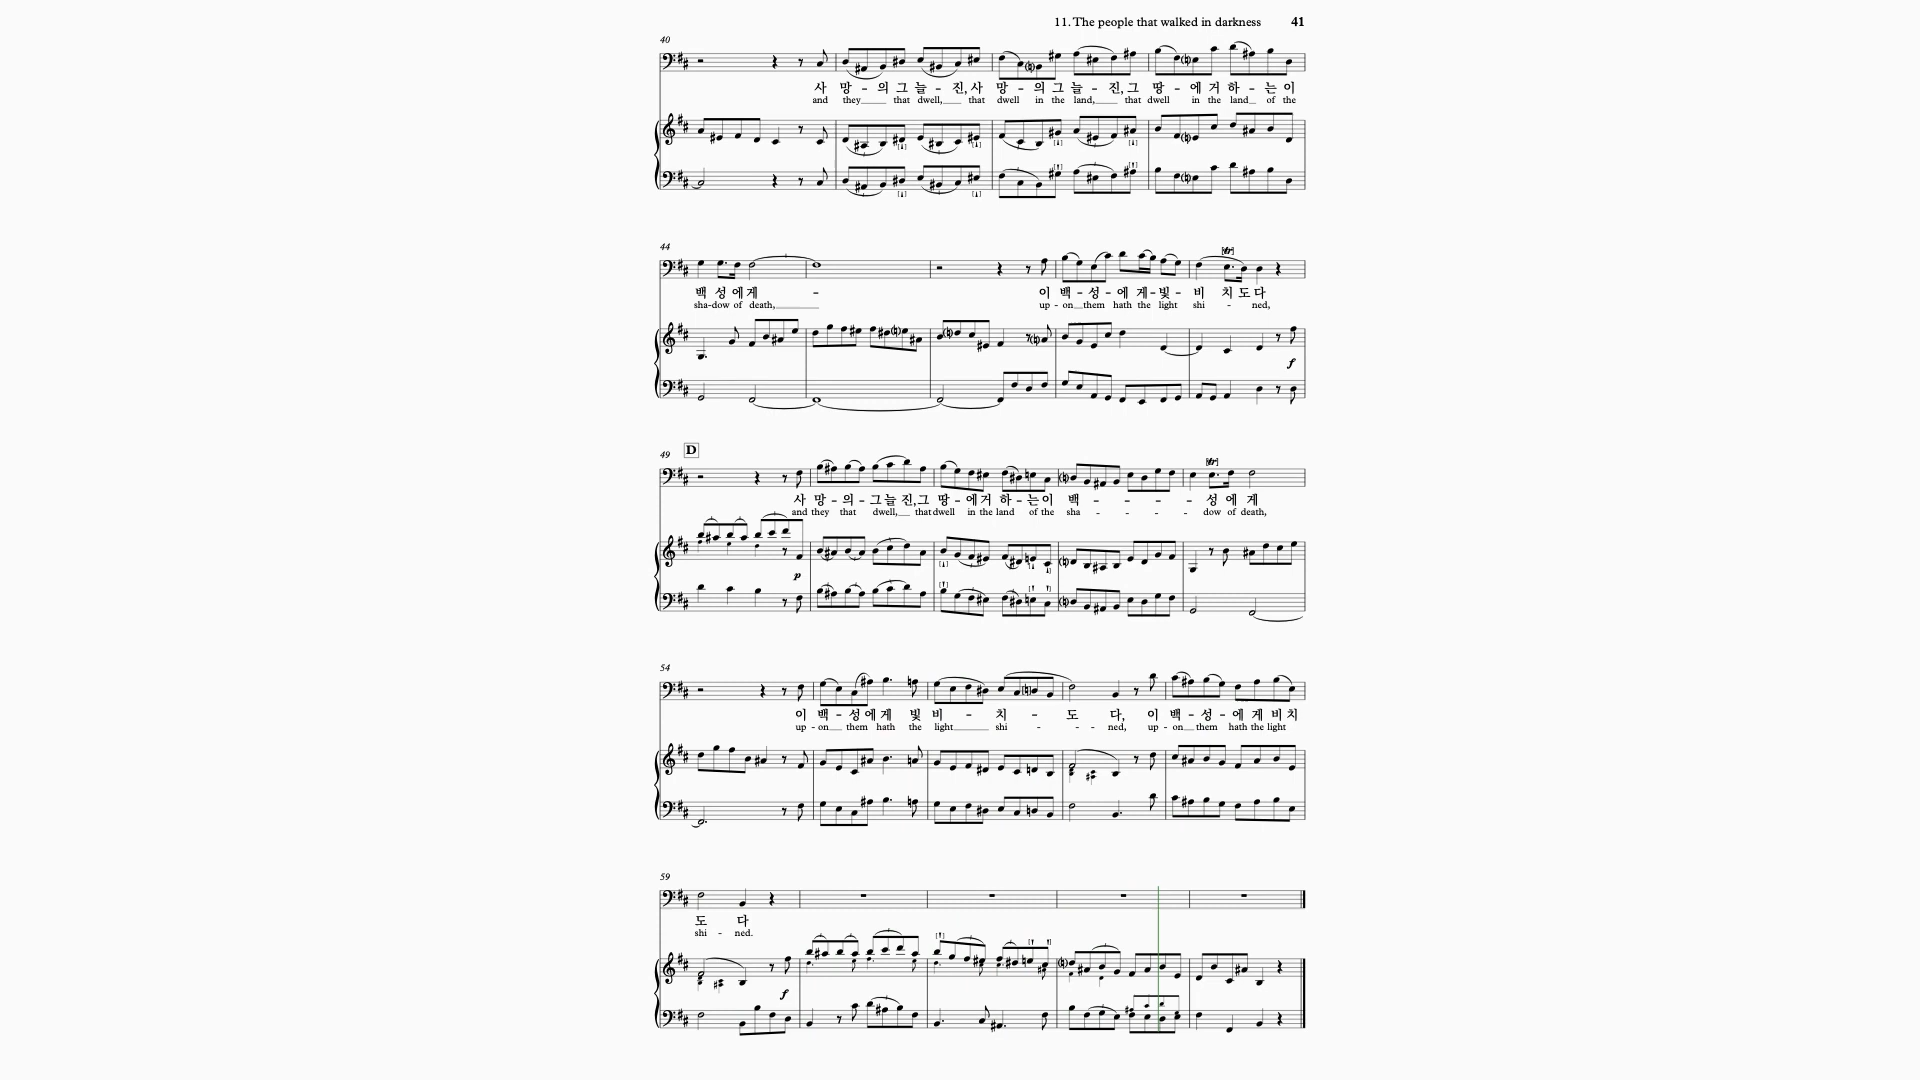 11. The people that walked in darkness 41
40
사 망 - 의 그 늘 - 진, 사 망 - 의 그 늘 - 진, 그 땅 - 에 거 하 - 는 이
and they that dwell, that dwell in the land, that dwell in the land of the
44
백 성 에 게 - 이 백 - 성 - 에 게 - 빛 - 비 치 도 다
sha-dow of death, up - on them hath the light shi - ned,
f
49 D
사 망 - 의 - 그 늘 진, 그 땅 - 에 거 하 - 는 이 백 - - - - - 성 에 게
and they that dwell, that dwell in the land of the sha - - - - - dow of death,
p
54
이 백 - 성 에 게 빛 비 - 치 - 도 다, 이 백 - 성 - 에 게 비 치
up - on them hath the light shi - - - ned, up - on them hath the light
59
도 다
shi - ned.
f